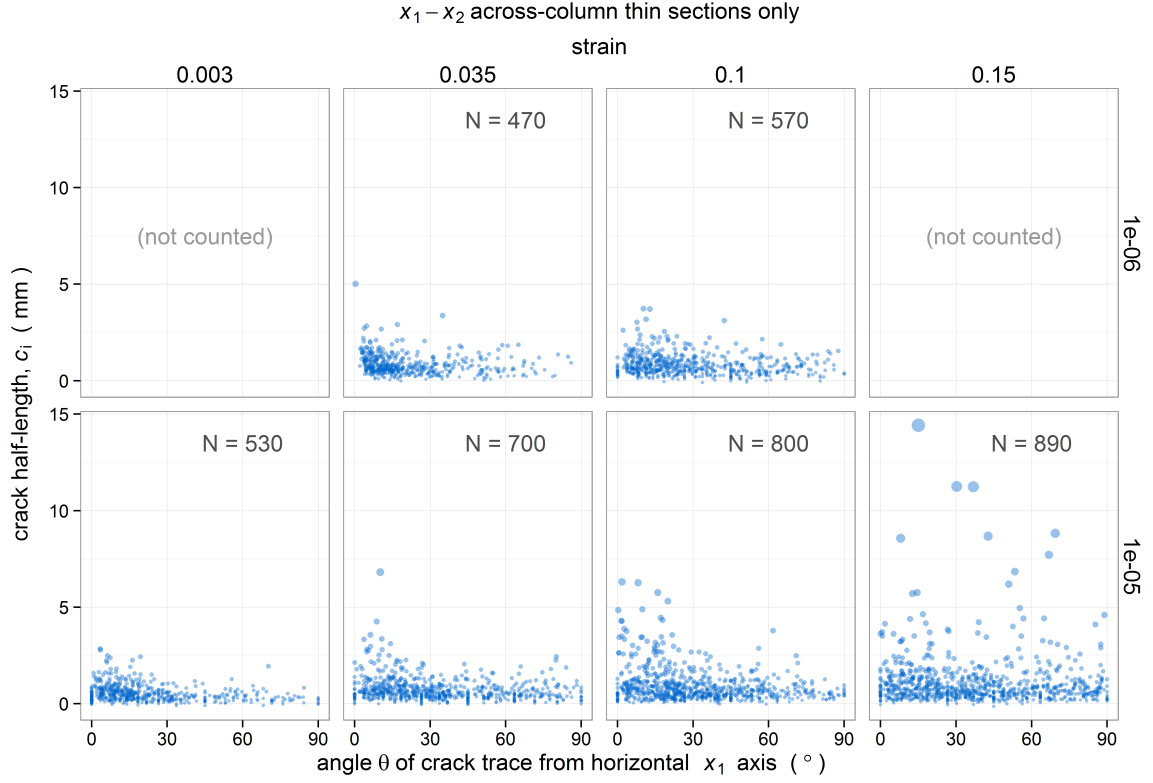 x₁ – x₂ across-column thin sections only
strain
0.003 0.035 0.1 0.15
N = 470 N = 570
(not counted) (not counted)
1e-06
15
10
5
0
N = 530 N = 700 N = 800 N = 890
1e-05
15
10
5
0
crack half-length, cᵢ ( mm )
0 30 60 90 0 30 60 90 0 30 60 90 0 30 60 90
angle θ of crack trace from horizontal x₁ axis ( ° )